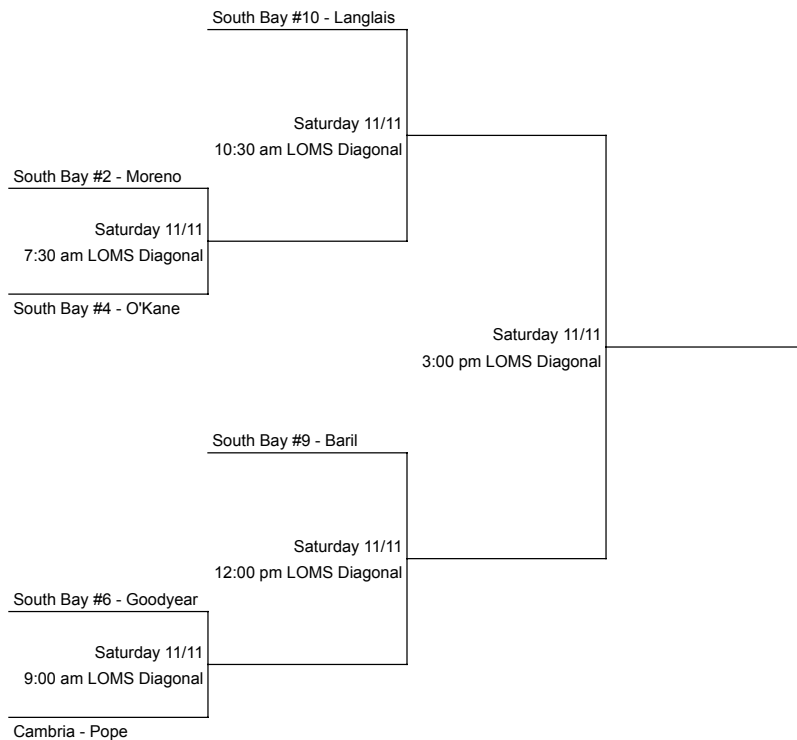 South Bay #10 - Langlais
Saturday 11/11
10:30 am LOMS Diagonal
South Bay #2 - Moreno
Saturday 11/11
7:30 am LOMS Diagonal
South Bay #4 - O'Kane
Saturday 11/11
3:00 pm LOMS Diagonal
South Bay #9 - Baril
Saturday 11/11
12:00 pm LOMS Diagonal
South Bay #6 - Goodyear
Saturday 11/11
9:00 am LOMS Diagonal
Cambria - Pope